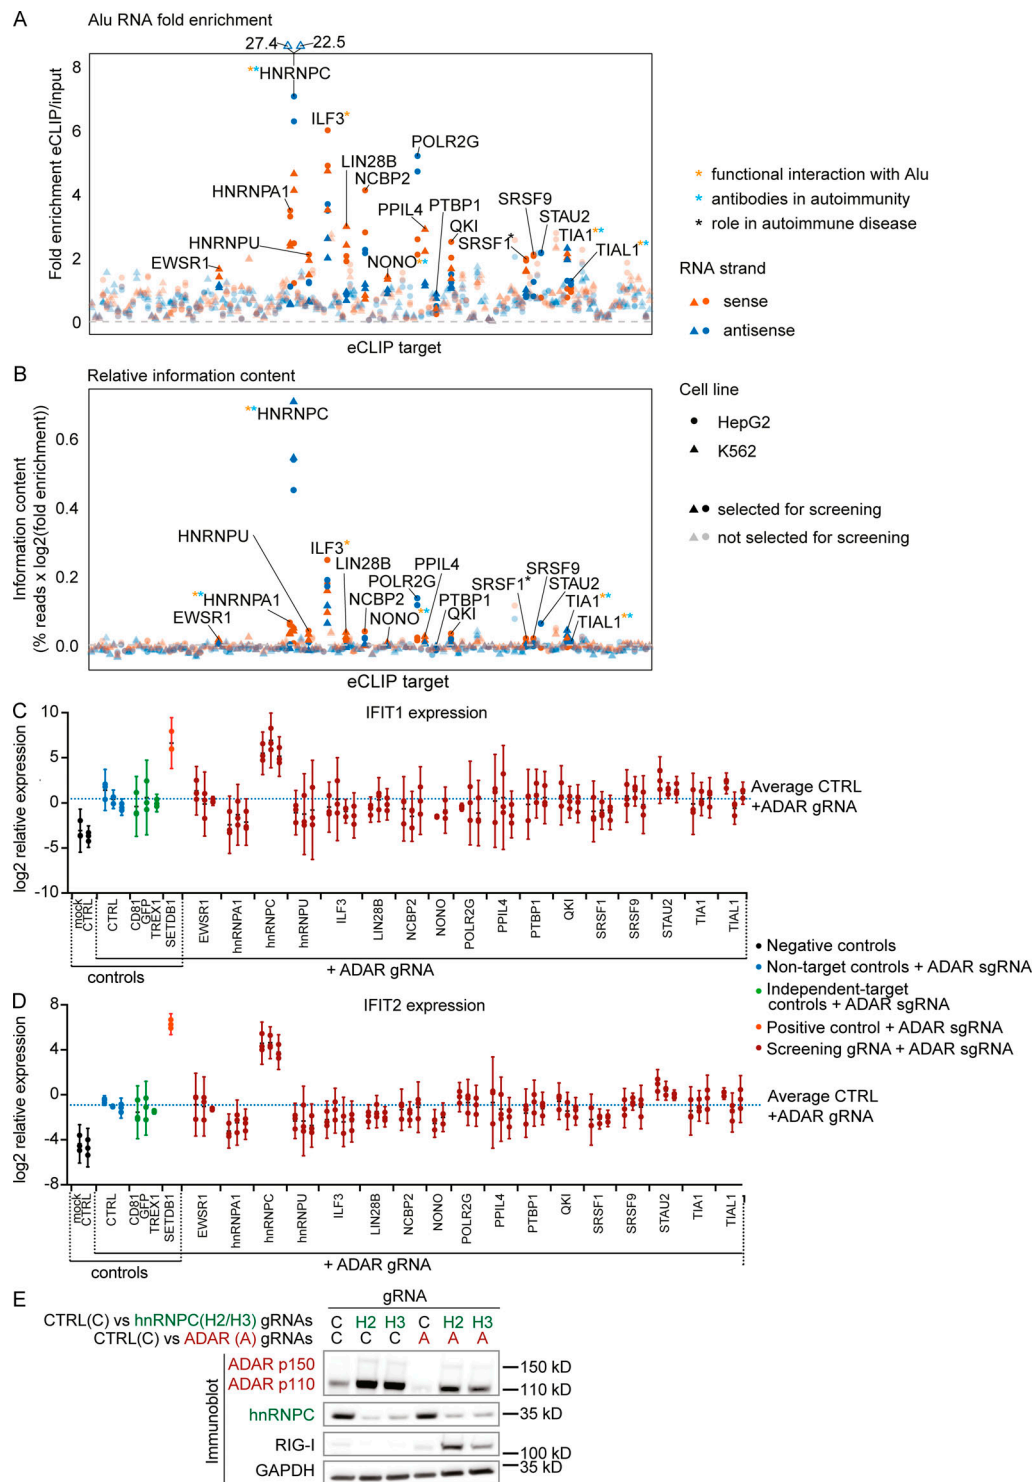 A
Alu RNA fold enrichment
27.4
22.5
**HNRNPC
ILF3*
POLR2G
LIN28B
NCBP2
HNRNPA1
PTBP1
SRSF9
PPIL4
QKI
STAU2
HNRNPU
SRSF1*
TIA1**
EWSR1
NONO
**
TIAL1**
Fold enrichment eCLIP/input
8
6
4
2
0
eCLIP target
* functional interaction with Alu
* antibodies in autoimmunity
* role in autoimmune disease
RNA strand
sense
antisense
B
Relative information content
**HNRNPC
HNRNPU
ILF3*
LIN28B
PPIL4
SRSF9
POLR2G
SRSF1*
STAU2
**HNRNPA1
NCBP2
**
PTBP1
TIA1**
EWSR1
NONO
QKI
TIAL1**
Information content
(% reads x log2(fold enrichment))
0.6
0.4
0.2
0.0
eCLIP target
Cell line
HepG2
K562
selected for screening
not selected for screening
C
IFIT1 expression
log2 relative expression
10
5
0
-5
-10
Average CTRL
+ADAR gRNA
mock
CTRL
CTRL
CD81
GFP
TREX1
SETDB1
EWSR1
hnRNPA1
hnRNPC
hnRNPU
ILF3
LIN28B
NCBP2
NONO
POLR2G
PPIL4
PTBP1
QKI
SRSF1
SRSF9
STAU2
TIA1
TIAL1
controls
+ ADAR gRNA
Negative controls
Non-target controls + ADAR sgRNA
Independent-target
controls + ADAR sgRNA
Positive control + ADAR sgRNA
Screening gRNA + ADAR sgRNA
D
IFIT2 expression
log2 relative expression
8
4
0
-4
-8
Average CTRL
+ADAR gRNA
mock
CTRL
CTRL
CD81
GFP
TREX1
SETDB1
EWSR1
hnRNPA1
hnRNPC
hnRNPU
ILF3
LIN28B
NCBP2
NONO
POLR2G
PPIL4
PTBP1
QKI
SRSF1
SRSF9
STAU2
TIA1
TIAL1
controls
+ ADAR gRNA
E
gRNA
CTRL(C) vs hnRNPC(H2/H3) gRNAs C H2 H3 C H2 H3
CTRL(C) vs ADAR (A) gRNAs C C C A A A
Immunoblot
ADAR p150
150 kD
ADAR p110
110 kD
hnRNPC
35 kD
RIG-I
100 kD
GAPDH
35 kD